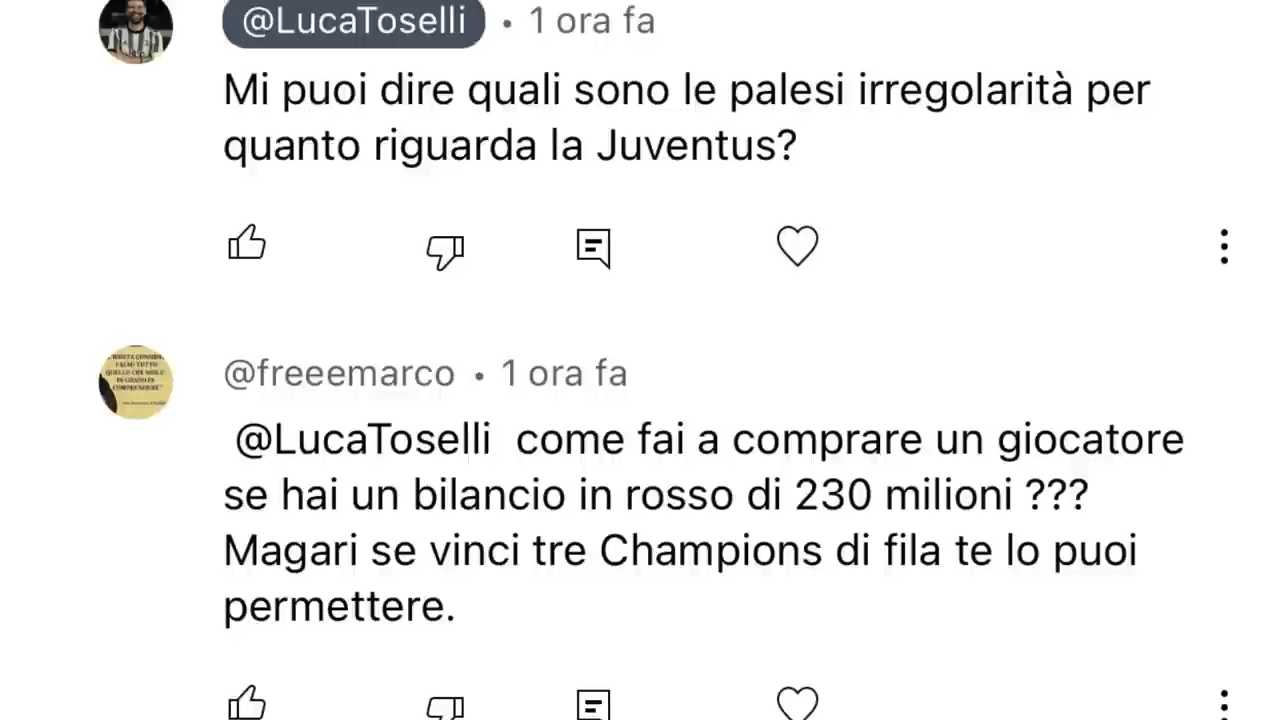 @LucaToselli • 1 ora fa
Mi puoi dire quali sono le palesi irregolarità per
quanto riguarda la Juventus?
@freeemarco • 1 ora fa
@LucaToselli come fai a comprare un giocatore
se hai un bilancio in rosso di 230 milioni ???
Magari se vinci tre Champions di fila te lo puoi
permettere.